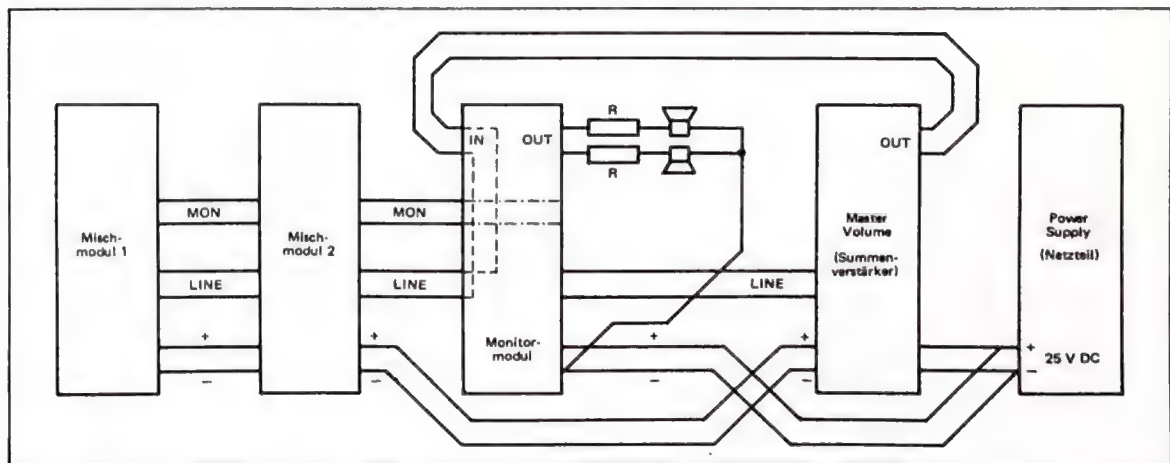 R
IN
OUT
R
OUT
MON
MON
Misch-
modul 1
Misch-
modul 2
Master
Volume
(Summen-
verstärker)
Power
Supply
(Netzteil)
LINE
LINE
LINE
Monitor-
modul
+
+
+
+
+
25 V DC
−
−
−
−
−